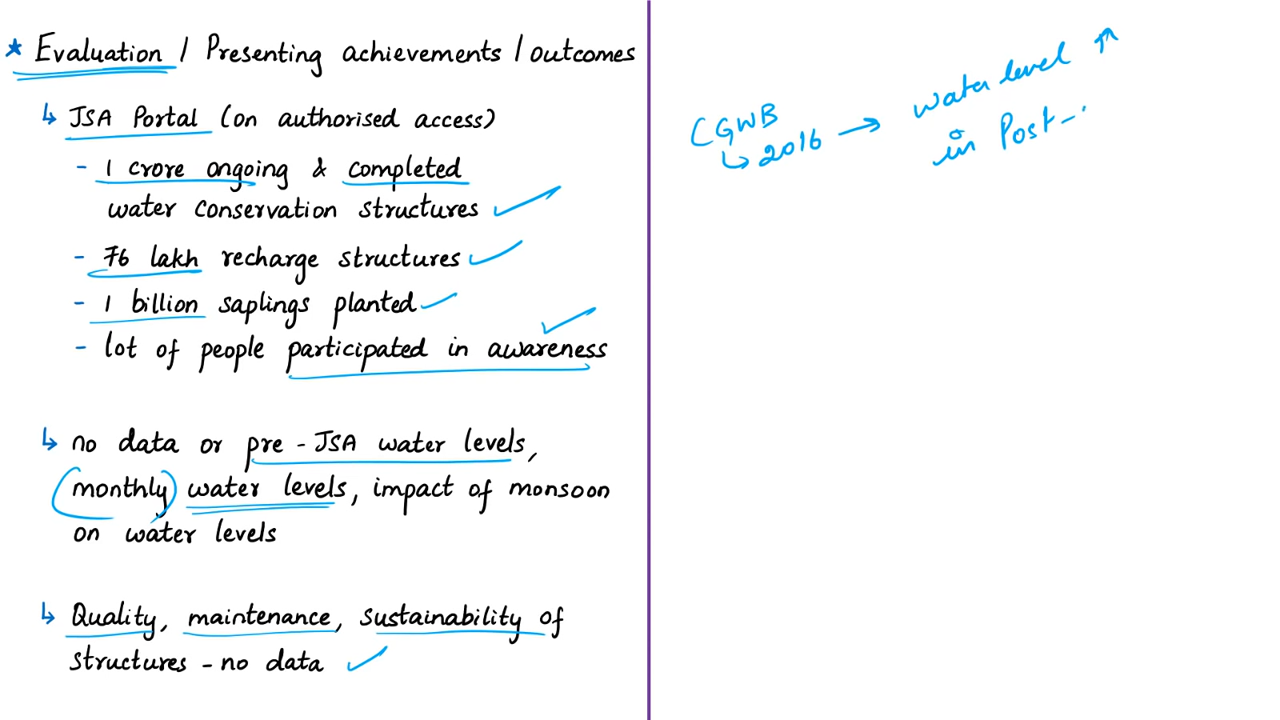 * Evaluation / Presenting achievements / outcomes
↳ JSA Portal (on authorised access)
- 1 crore ongoing & completed
water conservation structures ✓
- 76 lakh recharge structures ✓
- 1 billion saplings planted ✓
- lot of people participated in awareness ✓
↳ no data or pre - JSA water levels,
(monthly) water levels, impact of monsoon
on water levels
↳ Quality, maintenance, sustainability of
structures - no data ✓
CGWB
↳ 2016 → water level ↑
in Post -